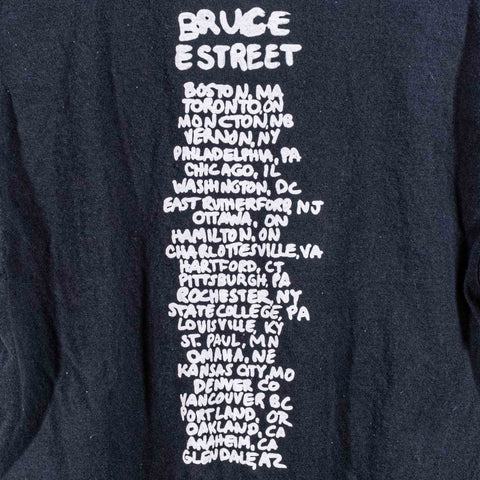 BRUCE
E STREET
BOSTON, MA
TORONTO, ON
MONCTON, NB
VERNON, NY
PHILADELPHIA, PA
CHICAGO, IL
WASHINGTON, DC
EAST RUTHERFORD, NJ
OTTAWA, ON
HAMILTON, ON
CHARLOTTESVILLE, VA
HARTFORD, CT
PITTSBURGH, PA
ROCHESTER, NY
STATE COLLEGE, PA
LOUISVILLE, KY
ST. PAUL, MN
OMAHA, NE
KANSAS CITY, MO
DENVER CO
VANCOUVER BC
PORTLAND, OR
OAKLAND, CA
ANAHEIM, CA
GLENDALE, AZ